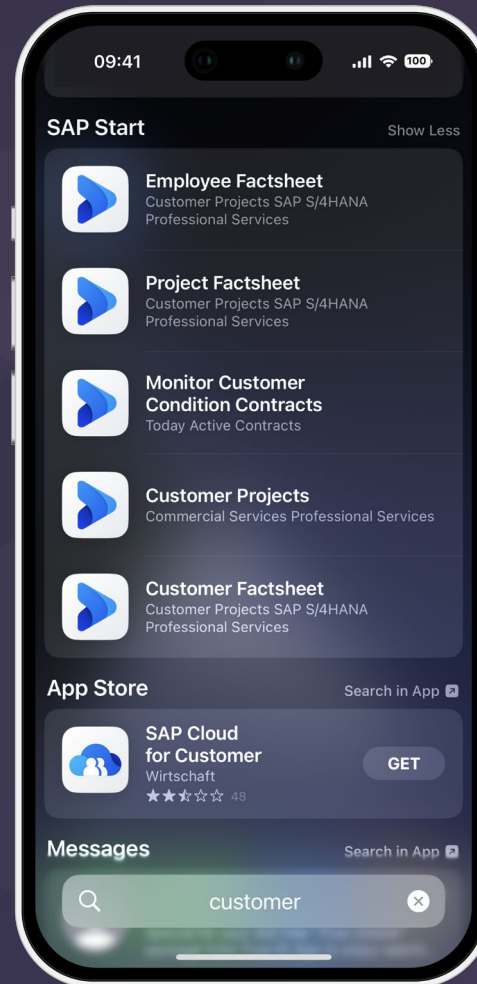 09:41
100
SAP Start
Show Less
Employee Factsheet
Customer Projects SAP S/4HANA
Professional Services
Project Factsheet
Customer Projects SAP S/4HANA
Professional Services
Monitor Customer
Condition Contracts
Today Active Contracts
Customer Projects
Commercial Services Professional Services
Customer Factsheet
Customer Projects SAP S/4HANA
Professional Services
App Store
Search in App
SAP Cloud
for Customer
Wirtschaft
48
GET
Messages
Search in App
customer